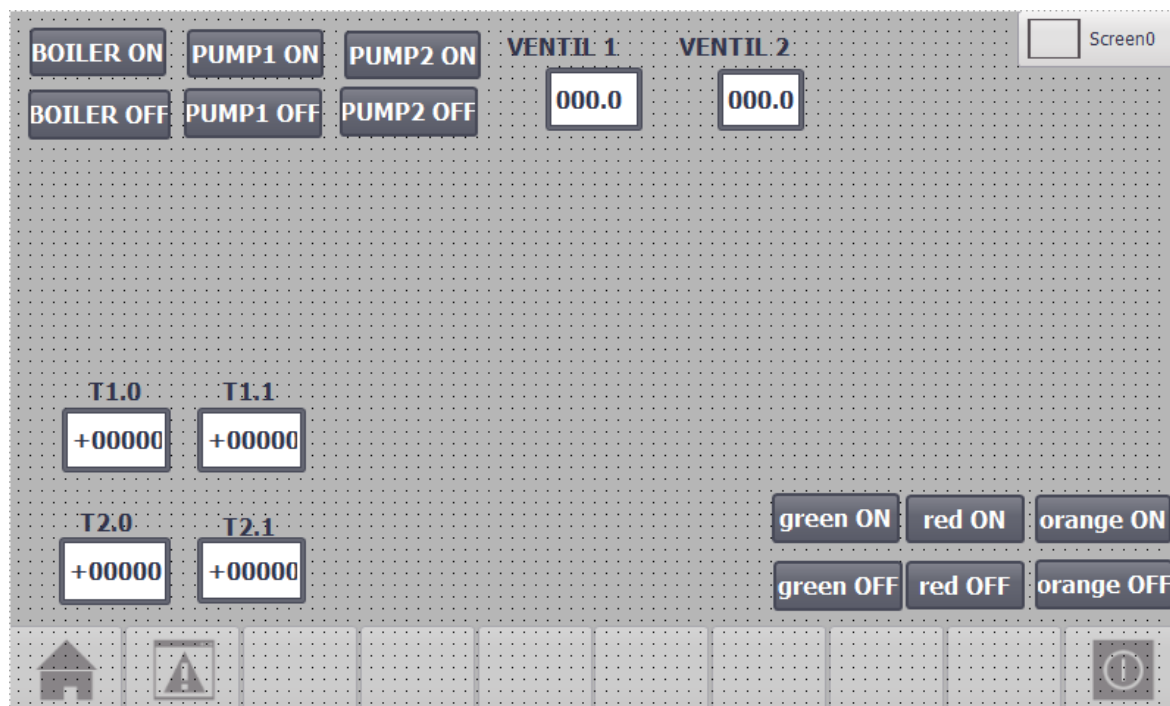 BOILER ON PUMP1 ON PUMP2 ON VENTIL 1 VENTIL 2 Screen0
BOILER OFF PUMP1 OFF PUMP2 OFF 000.0 000.0
T1.0 T1.1
+00000 +00000
T2.0 T2.1
+00000 +00000
green ON red ON orange ON
green OFF red OFF orange OFF